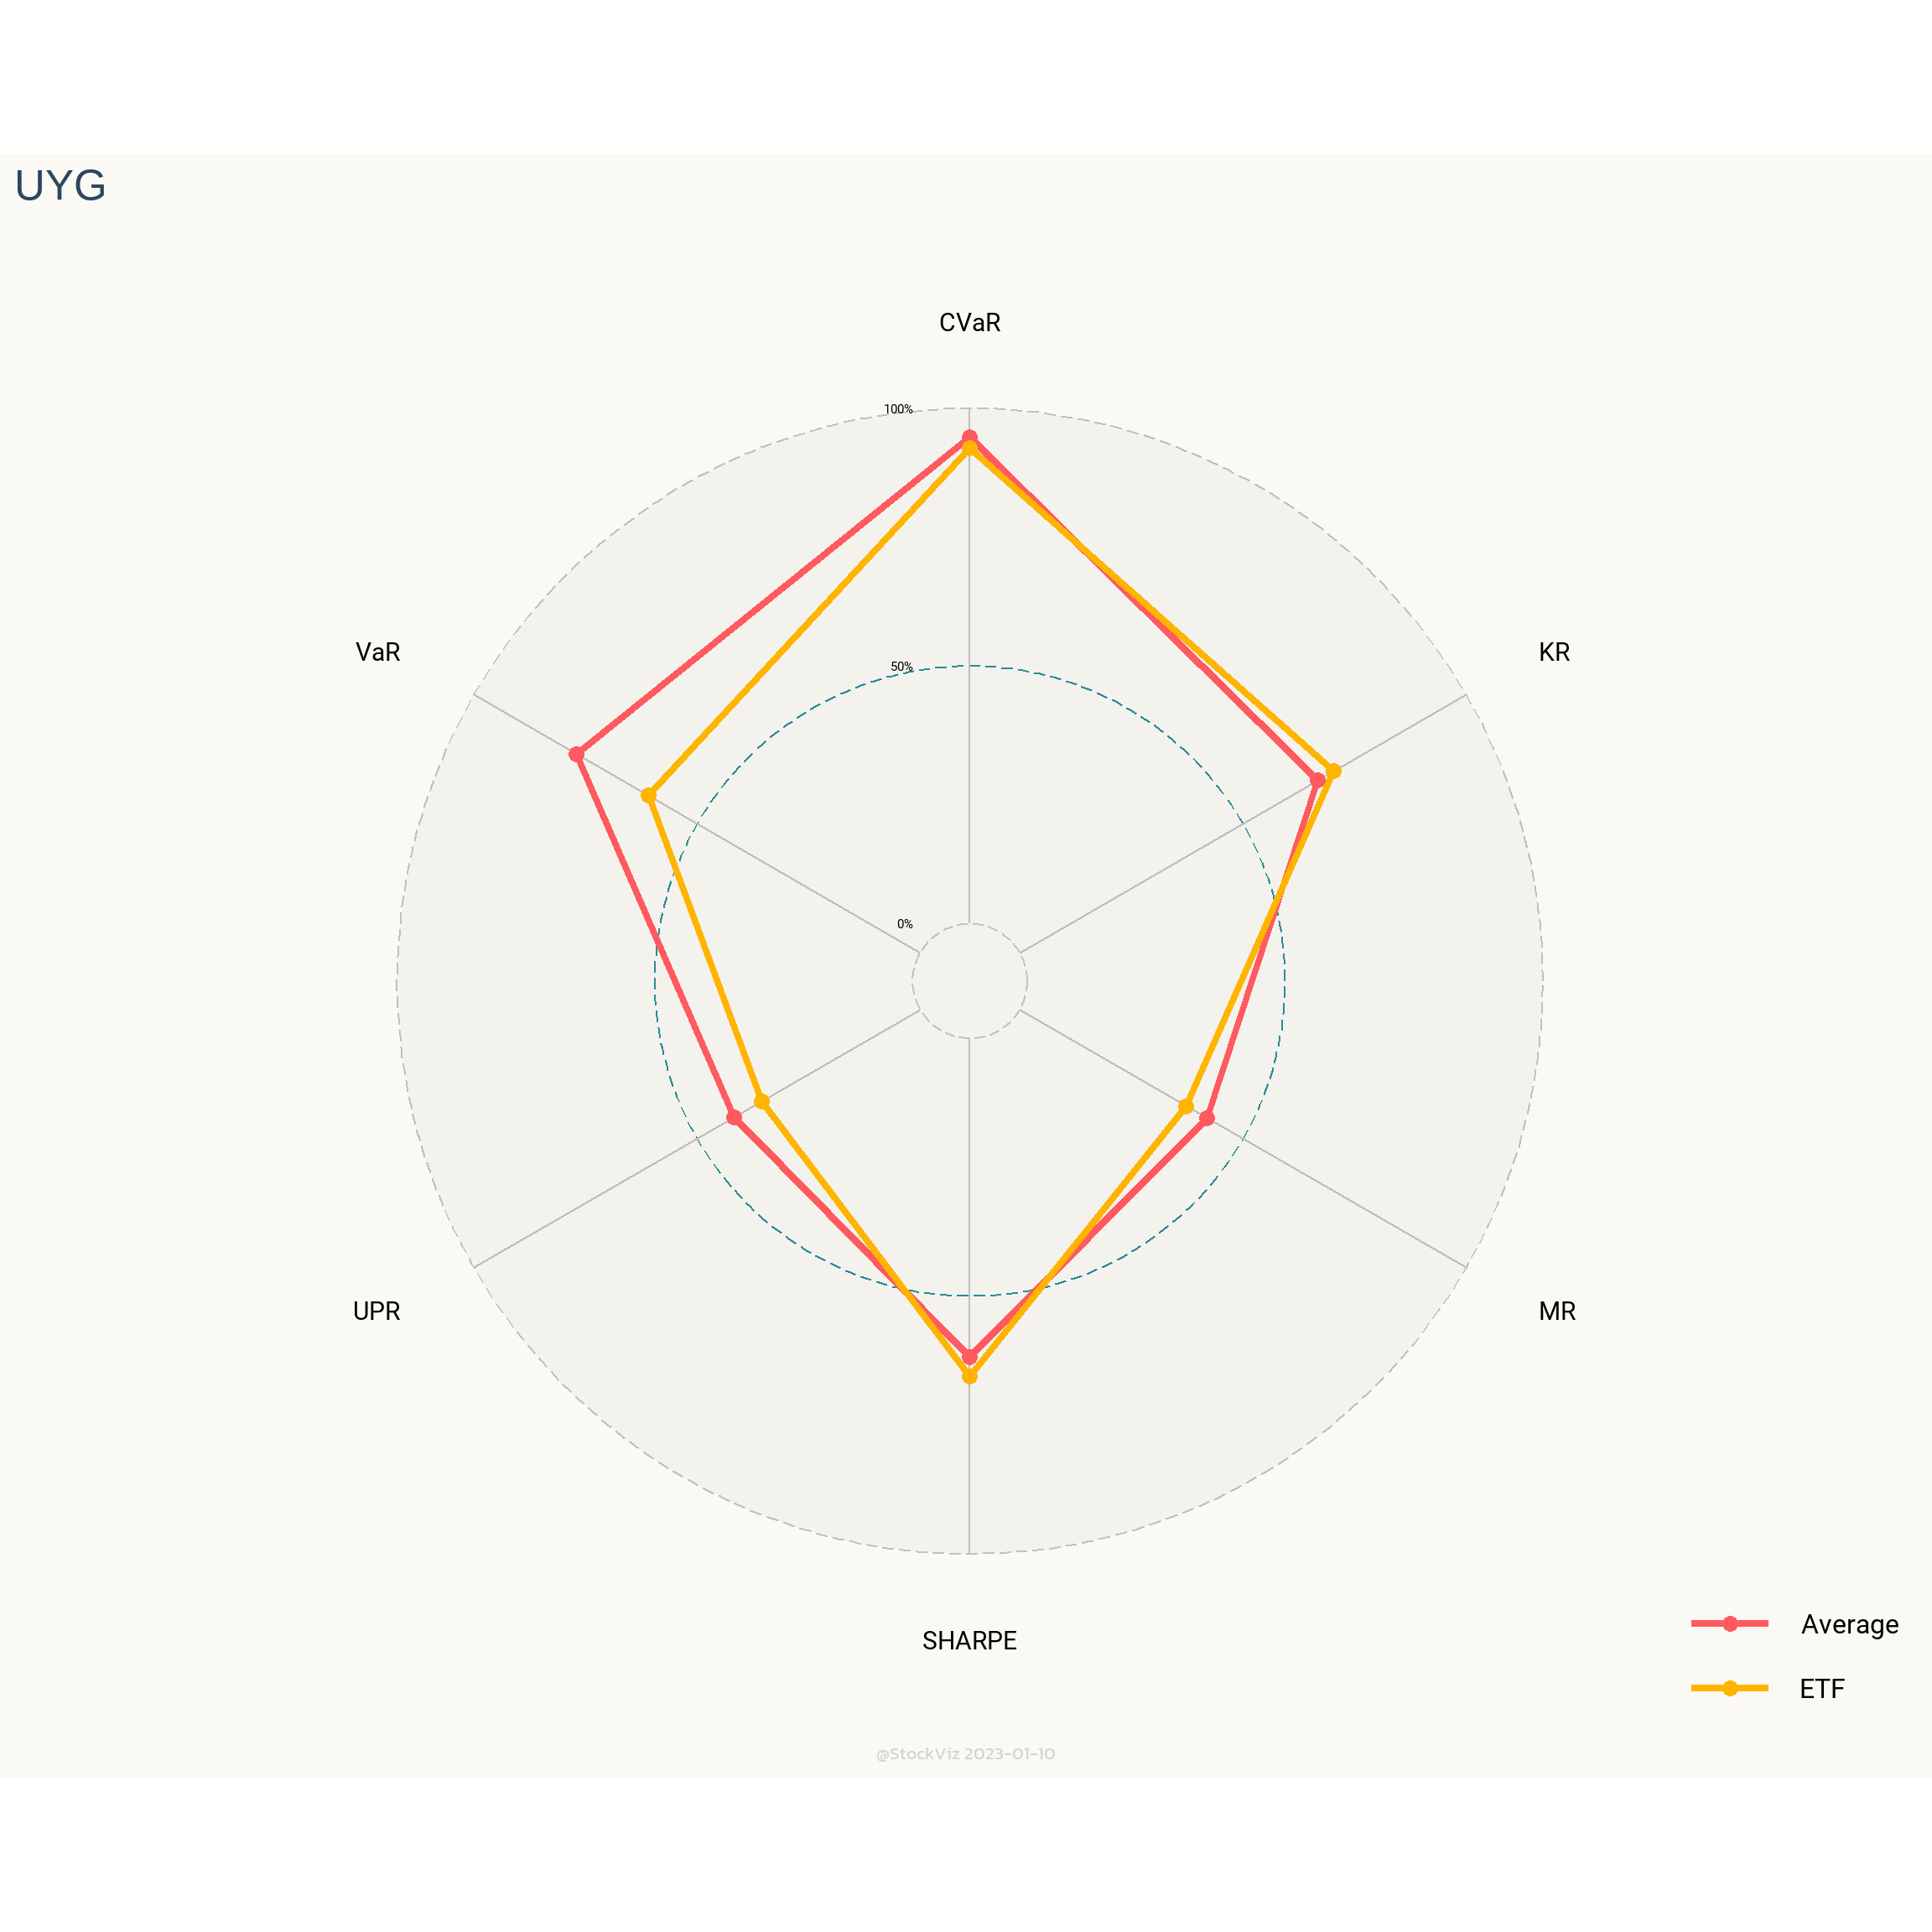 UYG
CVaR
100%
VaR
KR
50%
0%
UPR
MR
SHARPE
Average
ETF
@StockViz 2023-01-10